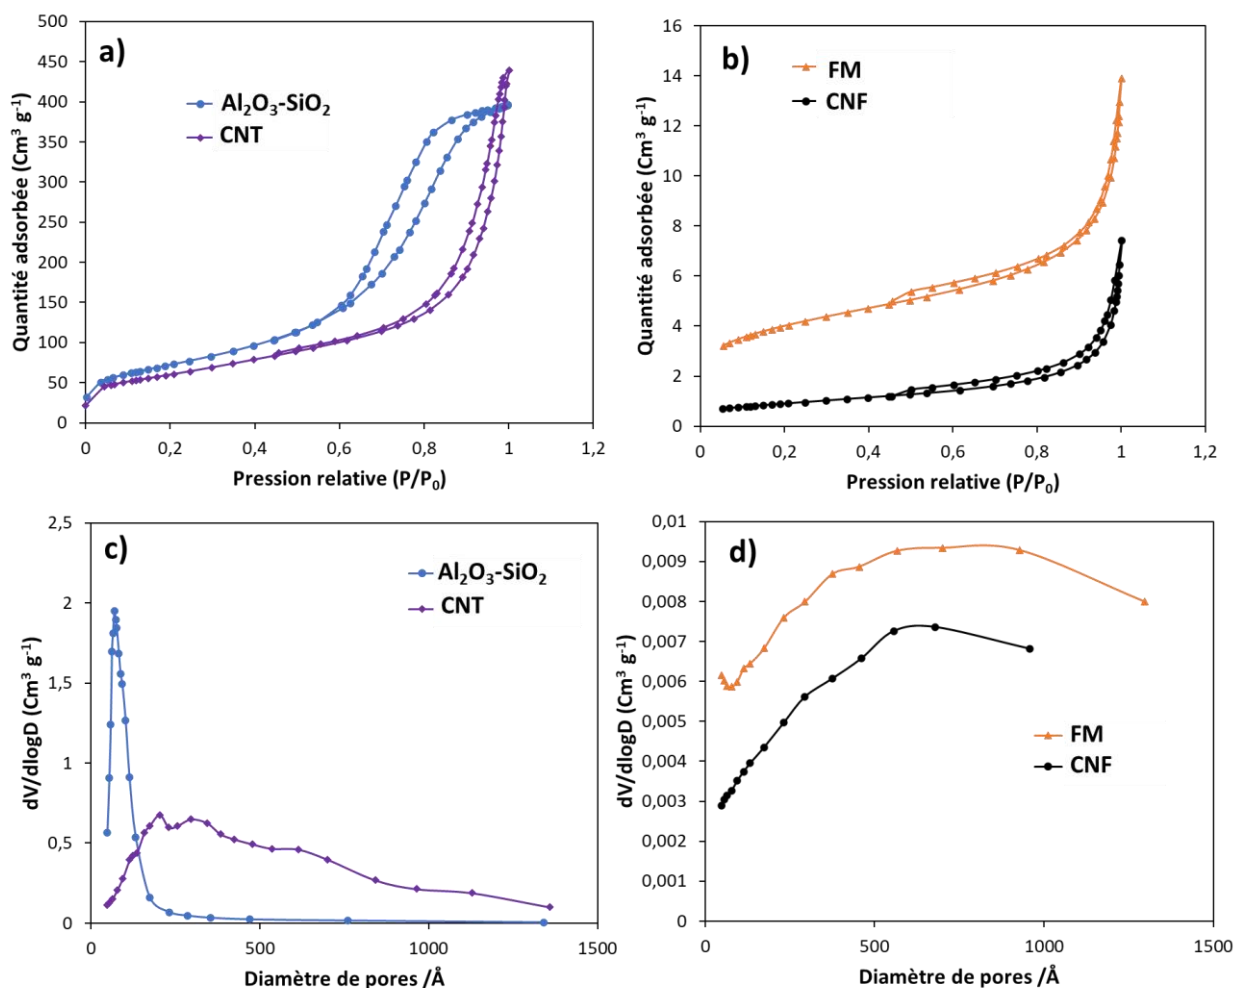 a)
Quantité adsorbée (Cm³ g⁻¹)
500
450
400
350
300
250
200
150
100
50
0
Al₂O₃-SiO₂
CNT
0
0,2
0,4
0,6
0,8
1
1,2
Pression relative (P/P₀)
b)
Quantité adsorbée (Cm³ g⁻¹)
16
14
12
10
8
6
4
2
0
FM
CNF
0
0,2
0,4
0,6
0,8
1
1,2
Pression relative (P/P₀)
c)
dV/dlogD (Cm³ g⁻¹)
2,5
2
1,5
1
0,5
0
Al₂O₃-SiO₂
CNT
0
500
1000
1500
Diamètre de pores /Å
d)
dV/dlogD (Cm³ g⁻¹)
0,01
0,009
0,008
0,007
0,006
0,005
0,004
0,003
0,002
0,001
0
FM
CNF
0
500
1000
1500
Diamètre de pores /Å